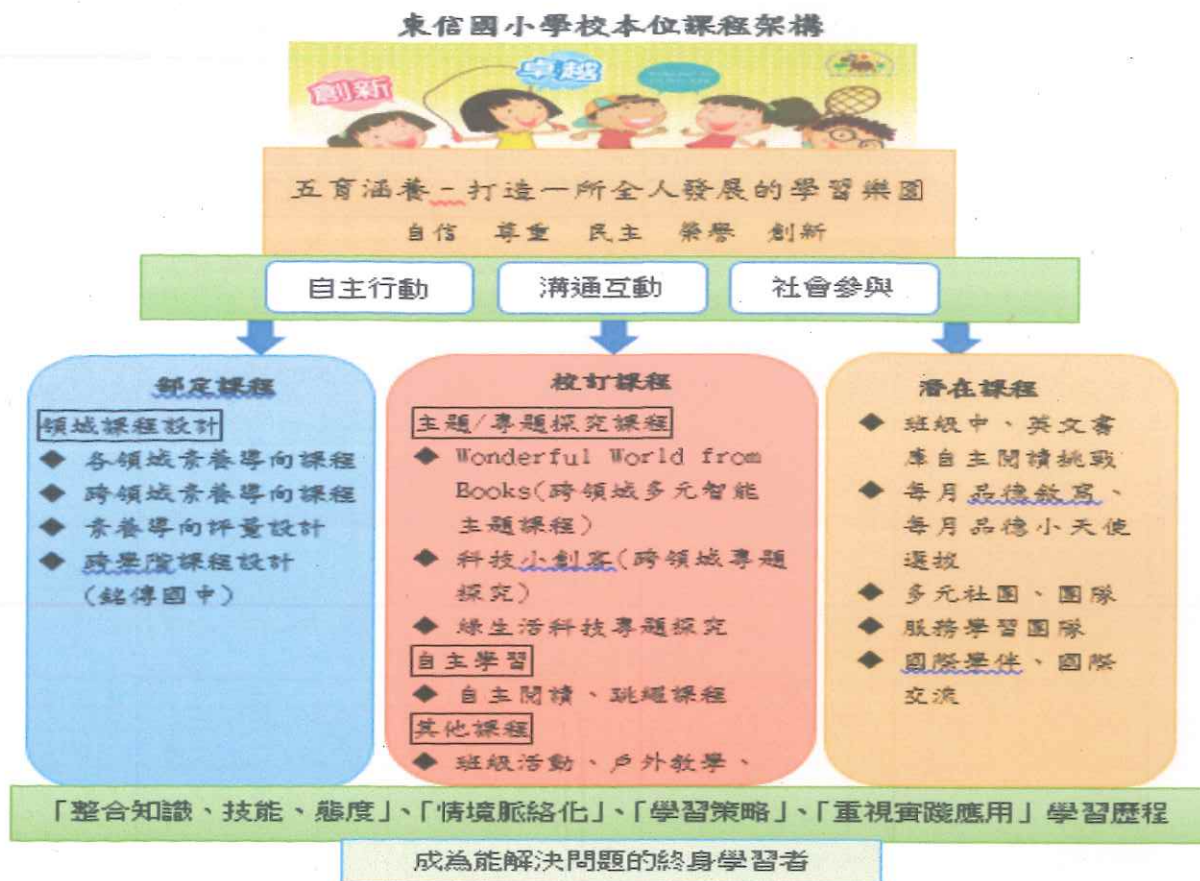 東信國小學校本位課程架構
創新
卓越
五育涵養-打造一所全人發展的學習樂園
自信 尊重 民主 榮譽 創新
自主行動
溝通互動
社會參與
部定課程
領域課程設計
◆ 各領域素養導向課程
◆ 跨領域素養導向課程
◆ 素養導向評量設計
◆ 跨學階課程設計
(銘傳國中)
校訂課程
主題/專題探究課程
◆ Wonderful World from
Books(跨領域多元智能
主題課程)
◆ 科技小創客(跨領域專題
探究)
◆ 綠生活科技專題探究
自主學習
◆ 自主閱讀、跳繩課程
其他課程
◆ 班級活動、戶外教學、
潛在課程
◆ 班級中、英文書
庫自主閱讀挑戰
◆ 每月品德敘寫、
每月品德小天使
選拔
◆ 多元社團、團隊
◆ 服務學習團隊
◆ 國際學伴、國際
交流
「整合知識、技能、態度」、「情境脈絡化」、「學習策略」、「重視實踐應用」學習歷程
成為能解決問題的終身學習者